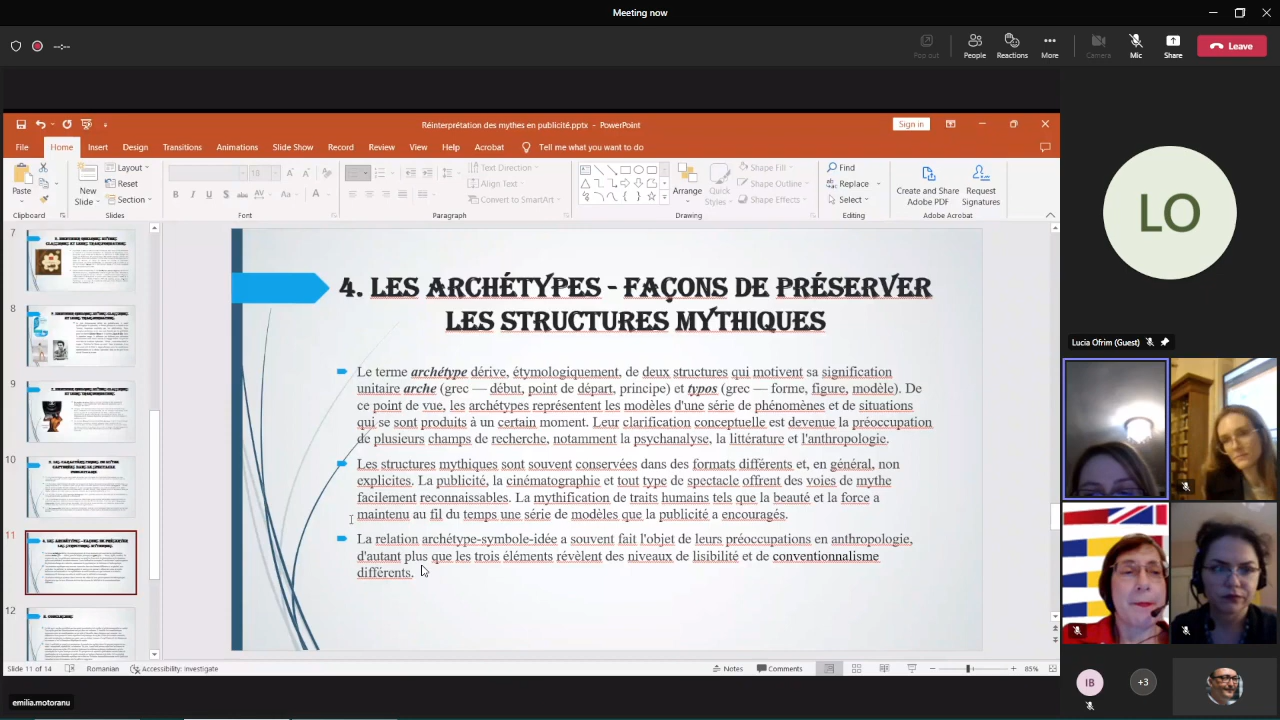 Meeting now
--:--
Pop out
People
Reactions
More
Camera
Mic
Share
Leave
Réinterprétation des mythes en publicité.pptx - PowerPoint
Sign in
File Home Insert Design Transitions Animations Slide Show Record Review View Help Acrobat Tell me what you want to do
Paste
New
Slide
Layout
Reset
Section
18
B I U S
Text Direction
Align Text
Convert to SmartArt
Arrange
Quick
Styles
Shape Fill
Shape Outline
Shape Effects
Find
Replace
Select
Create and Share
Adobe PDF
Request
Signatures
Clipboard Slides Font Paragraph Drawing Editing Adobe Acrobat
7
8
9
10
11
12
4. LES ARCHÉTYPES - FAÇONS DE PRÉSERVER
LES STRUCTURES MYTHIQUES
Le terme archétype dérive, étymologiquement, de deux structures qui motivent sa signification
unitaire arche (grec — début, point de départ, principe) et typos (grec — forme, figure, modèle). De
ce point de vue, les archétypes représentent les modèles d'une série de phénomènes et de situations
qui se sont produits à un certain moment. Leur clarification conceptuelle est devenue la préoccupation
de plusieurs champs de recherche, notamment la psychanalyse, la littérature et l'anthropologie.
Les structures mythiques sont souvent conservées dans des formats différents et, en général, non
explicites. La publicité, la cinématographie et tout type de spectacle offrent des voies de mythe
facilement reconnaissables. La mythification de traits humains tels que la beauté et la force a
maintenu au fil du temps une série de modèles que la publicité a encouragés.
La relation archétype-symbole-idée a souvent fait l'objet de leurs préoccupations en anthropologie,
d'autant plus que les trois segments révèlent des niveaux de lisibilité et de conventionnalisme
différents.
Slide 11 of 14
Romanian
Accessibility: Investigate
Notes
Comments
85%
LO
Lucia Ofrim (Guest)
IB
+3
emilia.motoranu